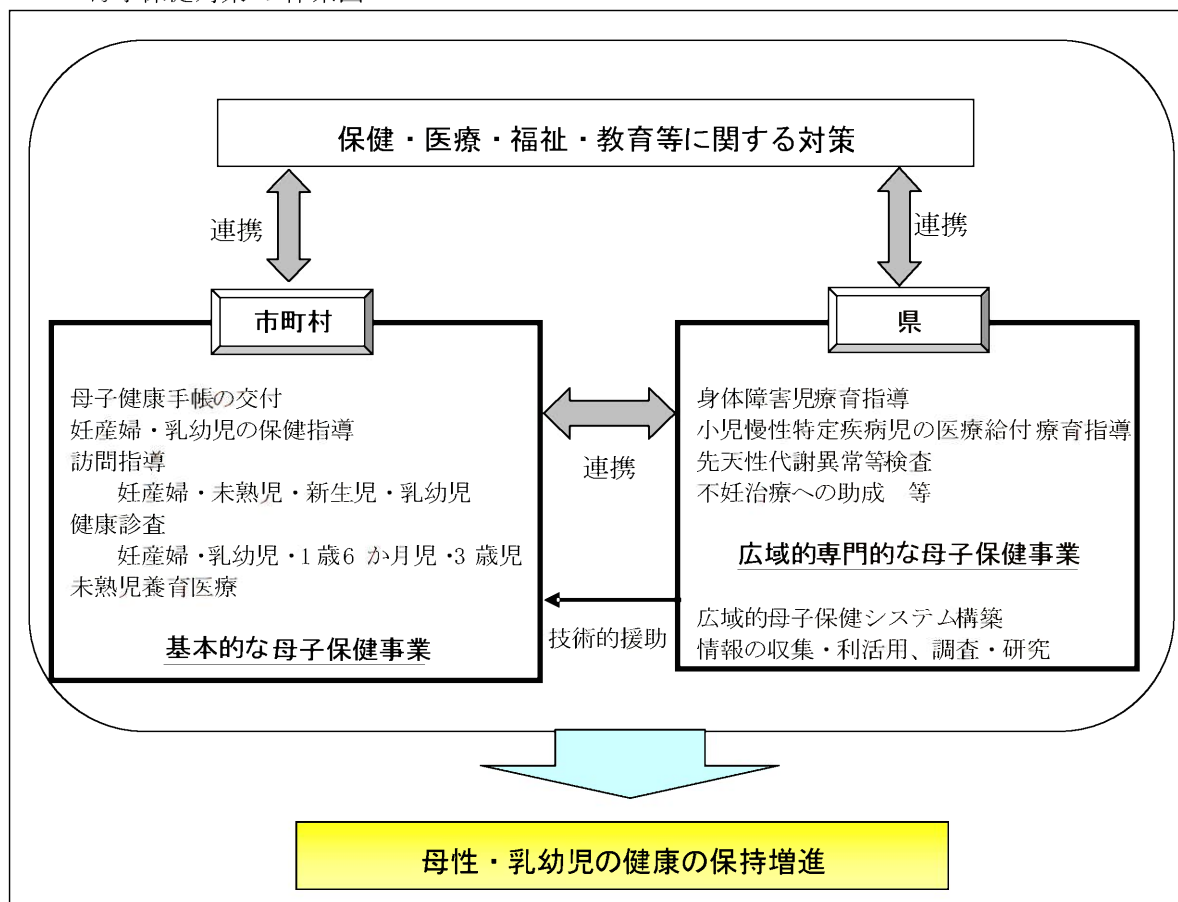 保健・医療・福祉・教育等に関する対策
連携
連携
市町村
母子健康手帳の交付
妊産婦・乳幼児の保健指導
訪問指導
妊産婦・未熟児・新生児・乳幼児
健康診査
妊産婦・乳幼児・1歳6か月児・3歳児
未熟児養育医療
基本的な母子保健事業
連携
技術的援助
県
身体障害児療育指導
小児慢性特定疾病児の医療給付 療育指導
先天性代謝異常等検査
不妊治療への助成 等
広域的専門的な母子保健事業
広域的母子保健システム構築
情報の収集・利活用、調査・研究
母性・乳幼児の健康の保持増進